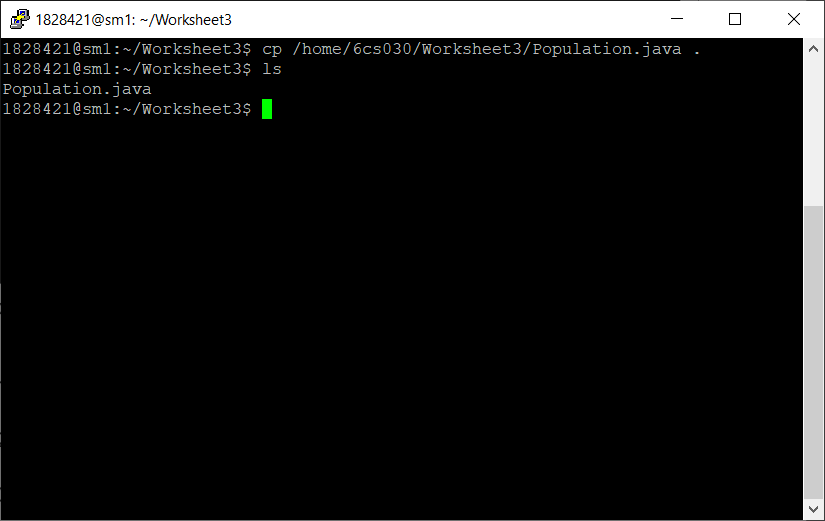 1828421@sm1: ~/Worksheet3
1828421@sm1:~/Worksheet3$ cp /home/6cs030/Worksheet3/Population.java .
1828421@sm1:~/Worksheet3$ ls
Population.java
1828421@sm1:~/Worksheet3$